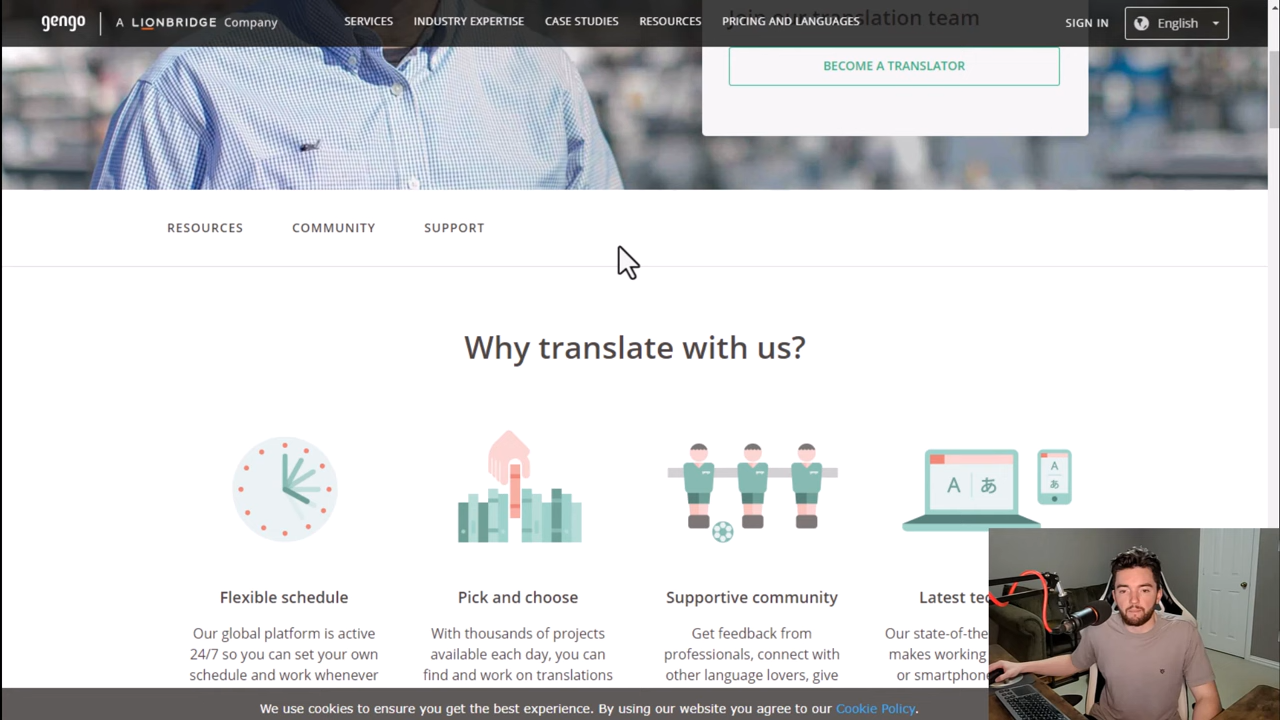 gengo A LIONBRIDGE Company SERVICES INDUSTRY EXPERTISE CASE STUDIES RESOURCES PRICING AND LANGUAGES SIGN IN English
Join our translation team
BECOME A TRANSLATOR
RESOURCES COMMUNITY SUPPORT
Why translate with us?
A あ
A
あ
Flexible schedule
Our global platform is active
24/7 so you can set your own
schedule and work whenever
Pick and choose
With thousands of projects
available each day, you can
find and work on translations
Supportive community
Get feedback from
professionals, connect with
other language lovers, give
Latest
Our state-of-the
makes working
or smartphone
We use cookies to ensure you get the best experience. By using our website you agree to our Cookie Policy.